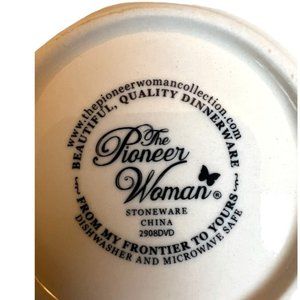 www.thepioneerwomancollection.com
BEAUTIFUL, QUALITY DINNERWARE
The
Pioneer
Woman®
STONEWARE
CHINA
2908DVD
FROM MY FRONTIER TO YOURS
DISHWASHER AND MICROWAVE SAFE